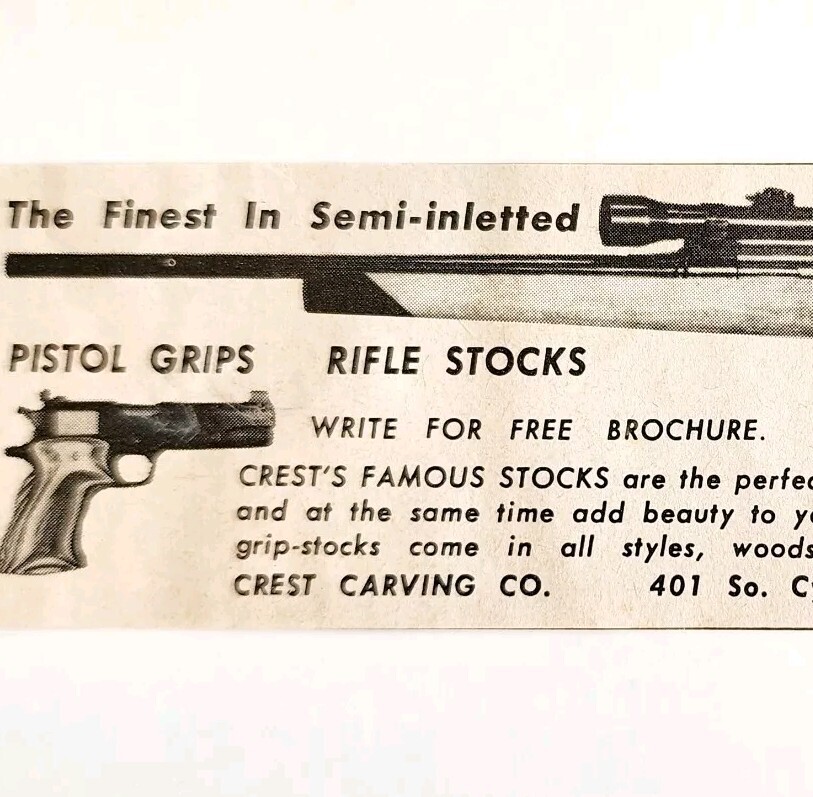 The Finest In Semi-inletted
PISTOL GRIPS RIFLE STOCKS
WRITE FOR FREE BROCHURE.
CREST'S FAMOUS STOCKS are the
and at the same time add beauty to
grip-stocks come in all styles, woods
CREST CARVING CO. 401 So.